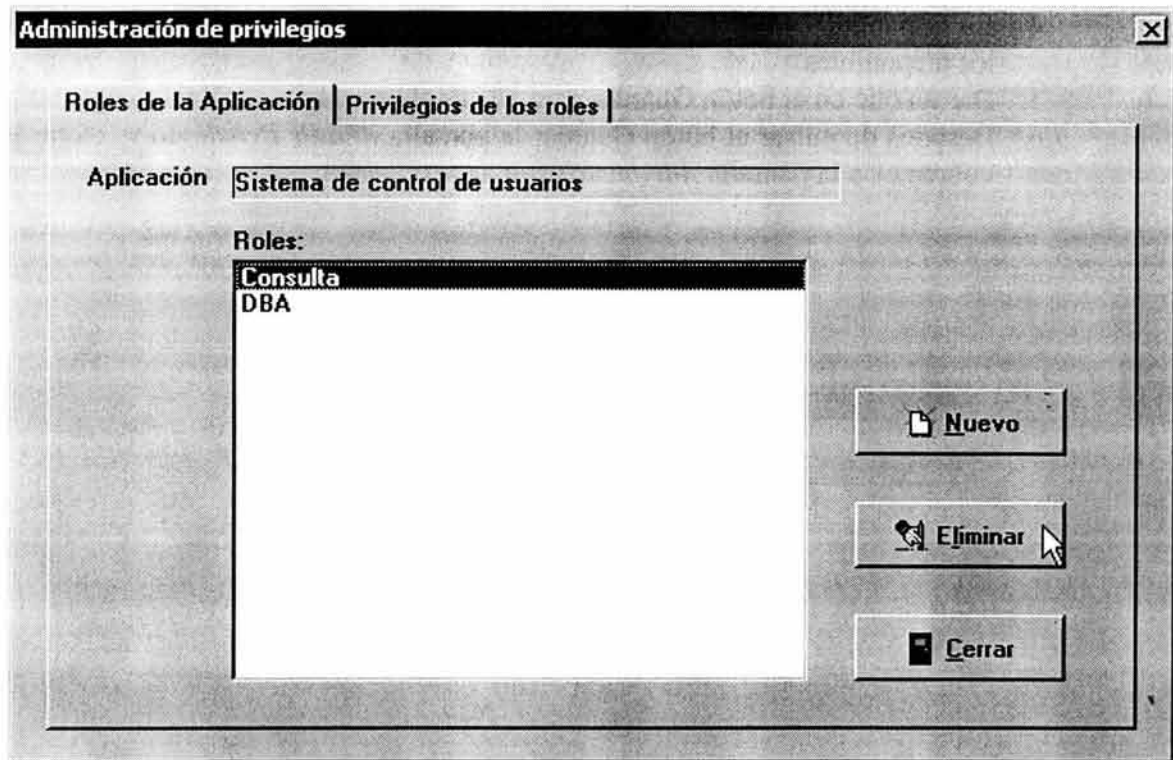 Administración de privilegios
Roles de la Aplicación
Privilegios de los roles
Aplicación
Sistema de control de usuarios
Roles:
Consulta
DBA
Nuevo
Eliminar
Cerrar